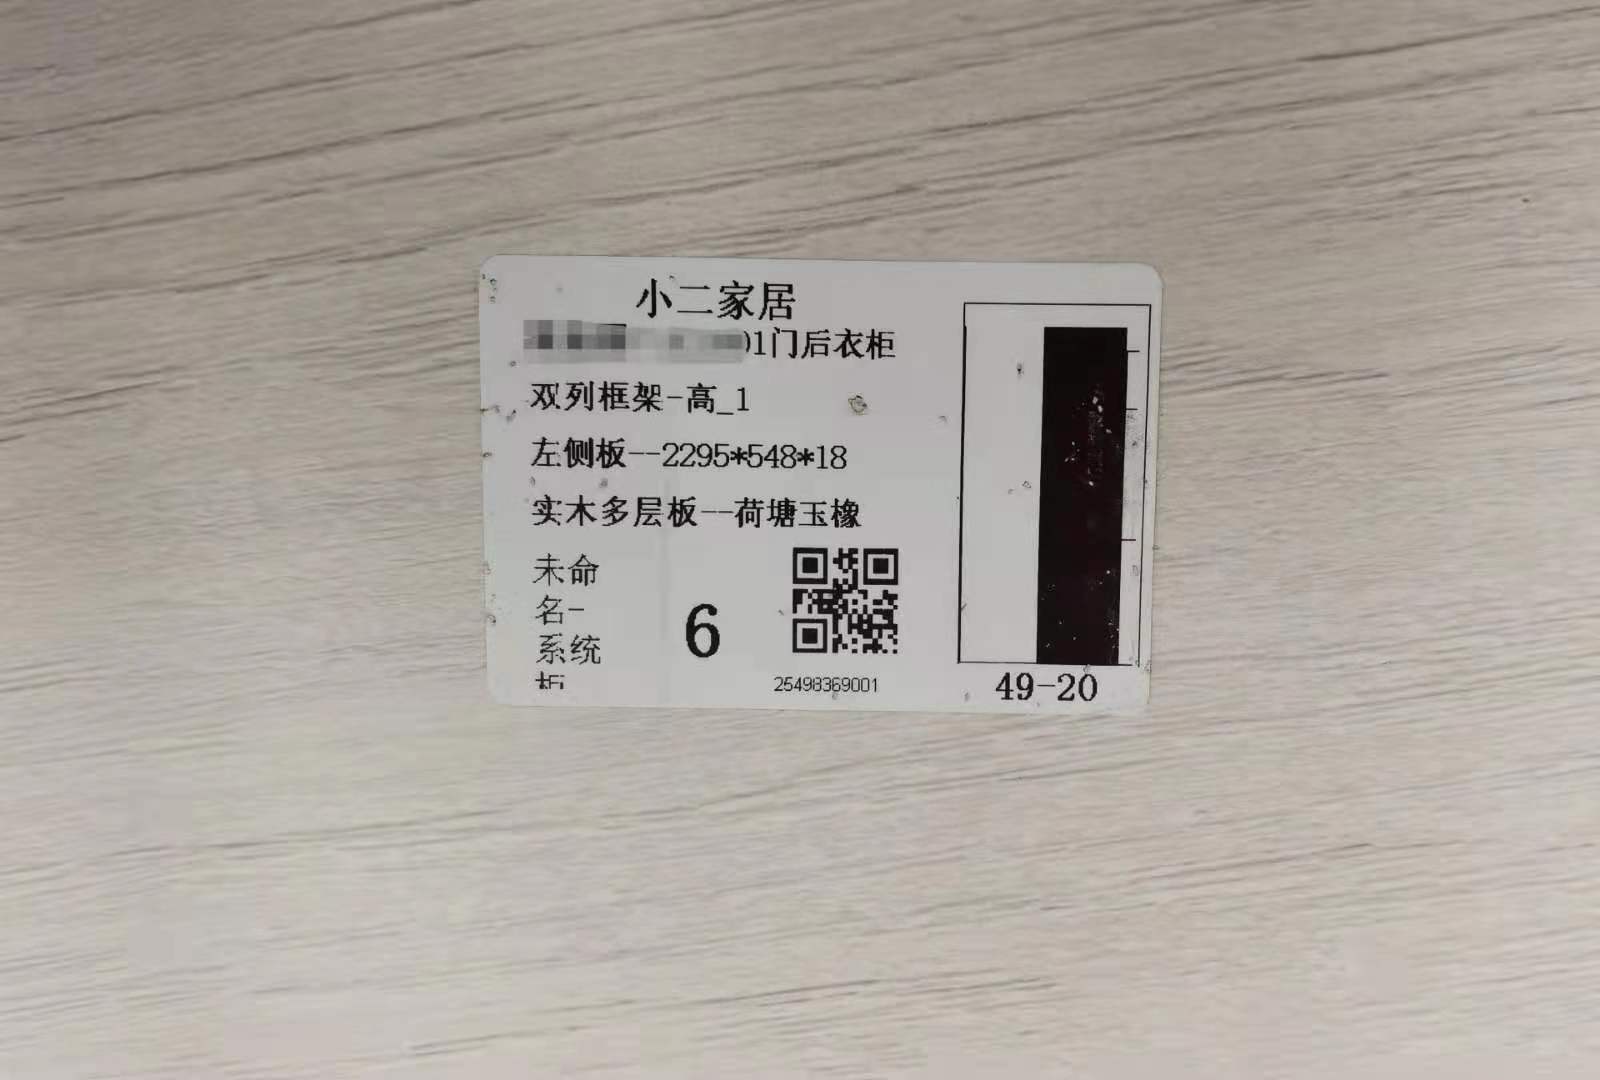 小二家居
01门后衣柜
双列框架-高_1
左侧板--2295*548*18
实木多层板--荷塘玉橡
未命
名-
系统
柜
6
25498369001
49-20